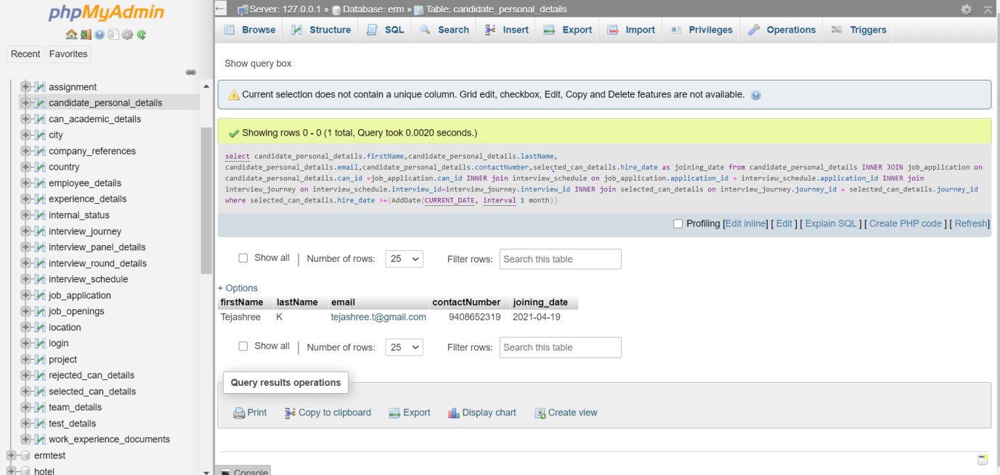 phpMyAdmin
Recent Favorites
assignment
candidate_personal_details
can_academic_details
city
company_references
country
employee_details
experience_details
internal_status
interview_journey
interview_panel_details
interview_round_details
interview_schedule
job_application
job_openings
location
login
project
rejected_can_details
selected_can_details
team_details
test_details
work_experience_documents
ermtest
hotel
Server: 127.0.0.1 » Database: erm » Table: candidate_personal_details
Browse Structure SQL Search Insert Export Import Privileges Operations Triggers
Show query box
Current selection does not contain a unique column. Grid edit, checkbox, Edit, Copy and Delete features are not available.
Showing rows 0 - 0 (1 total, Query took 0.0020 seconds.)
select candidate_personal_details.firstName,candidate_personal_details.lastName,
candidate_personal_details.email,candidate_personal_details.contactNumber,selected_can_details.hire_date as joining_date from candidate_personal_details INNER JOIN job_application on
candidate_personal_details.can_id =job_application.can_id INNER join interview_schedule on job_application.application_id = interview_schedule.application_id INNER join
interview_journey on interview_schedule.interview_id=interview_journey.interview_id INNER join selected_can_details on interview_journey.journey_id = selected_can_details.journey_id
where selected_can_details.hire_date >=(AddDate(CURRENT_DATE, interval 1 month))
Profiling [Edit inline] [ Edit ] [ Explain SQL ] [ Create PHP code ] [ Refresh]
Show all | Number of rows: 25 Filter rows: Search this table
+ Options
firstName lastName email contactNumber joining_date
Tejashree K tejashree.t@gmail.com 9408652319 2021-04-19
Show all | Number of rows: 25 Filter rows: Search this table
Query results operations
Print Copy to clipboard Export Display chart Create view
Console